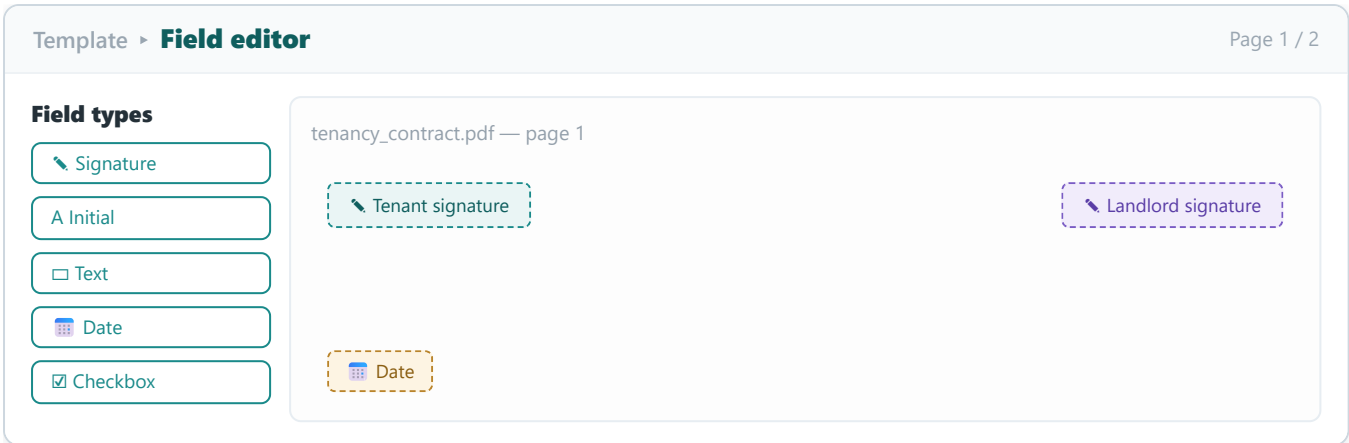 Template ▸ Field editor
Page 1 / 2
Field types
Signature
A Initial
Text
Date
Checkbox
tenancy_contract.pdf — page 1
Tenant signature
Landlord signature
Date